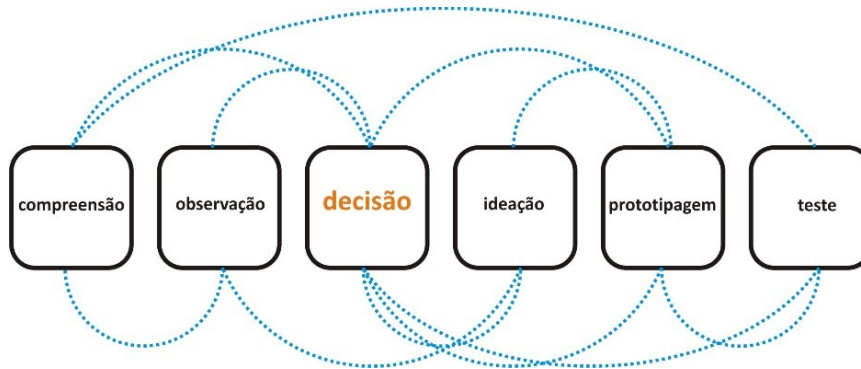 compreensão
observação
decisão
ideação
prototipagem
teste